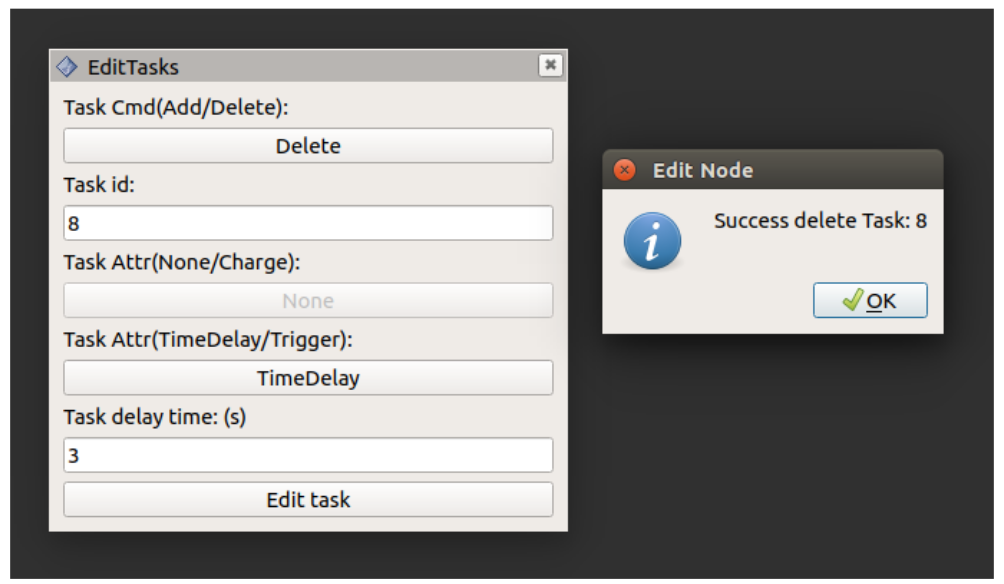 EditTasks
Task Cmd(Add/Delete):
Delete
Task id:
8
Task Attr(None/Charge):
None
Task Attr(TimeDelay/Trigger):
TimeDelay
Task delay time: (s)
3
Edit task
Edit Node
Success delete Task: 8
OK